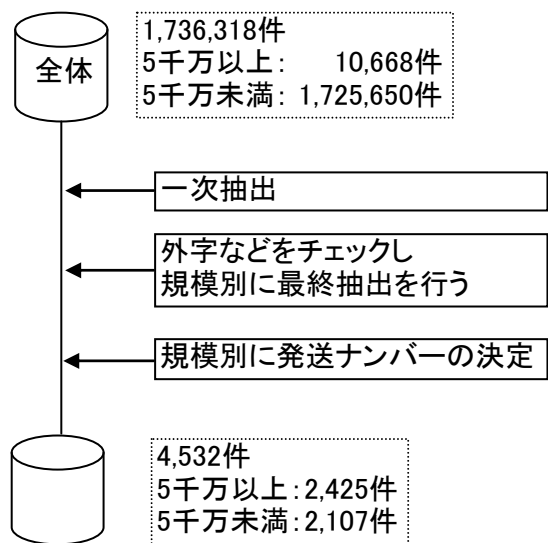 全体
1,736,318件
5千万以上： 10,668件
5千万未満： 1,725,650件
一次抽出
外字などをチェックし
規模別に最終抽出を行う
規模別に発送ナンバーの決定
4,532件
5千万以上：2,425件
5千万未満：2,107件